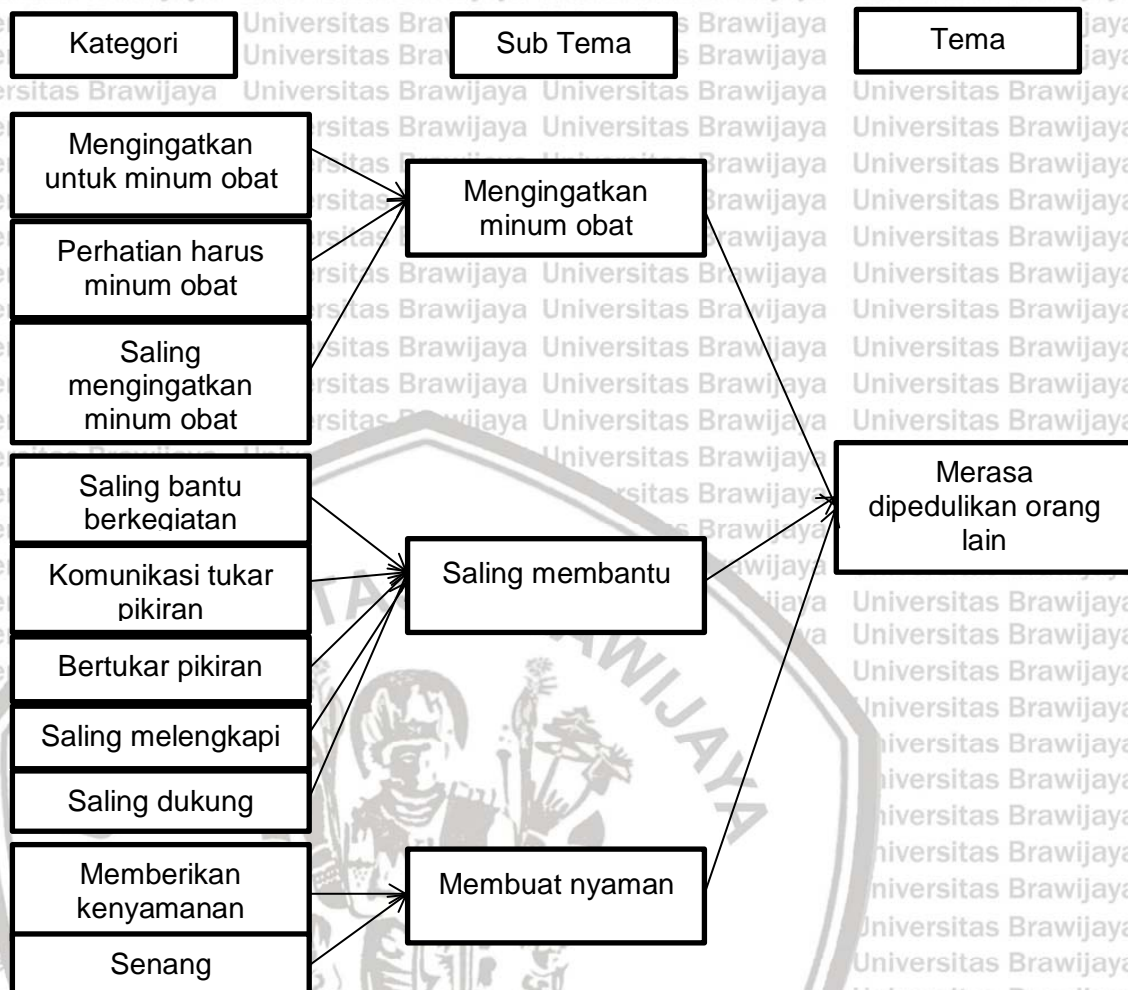 Kategori
Sub Tema
Tema
Mengingatkan
untuk minum obat
Perhatian harus
minum obat
Saling
mengingatkan
minum obat
Mengingatkan
minum obat
Saling bantu
berkegiatan
Komunikasi tukar
pikiran
Bertukar pikiran
Saling melengkapi
Saling dukung
Saling membantu
Memberikan
kenyamanan
Senang
Membuat nyaman
Merasa
dipedulikan orang
lain